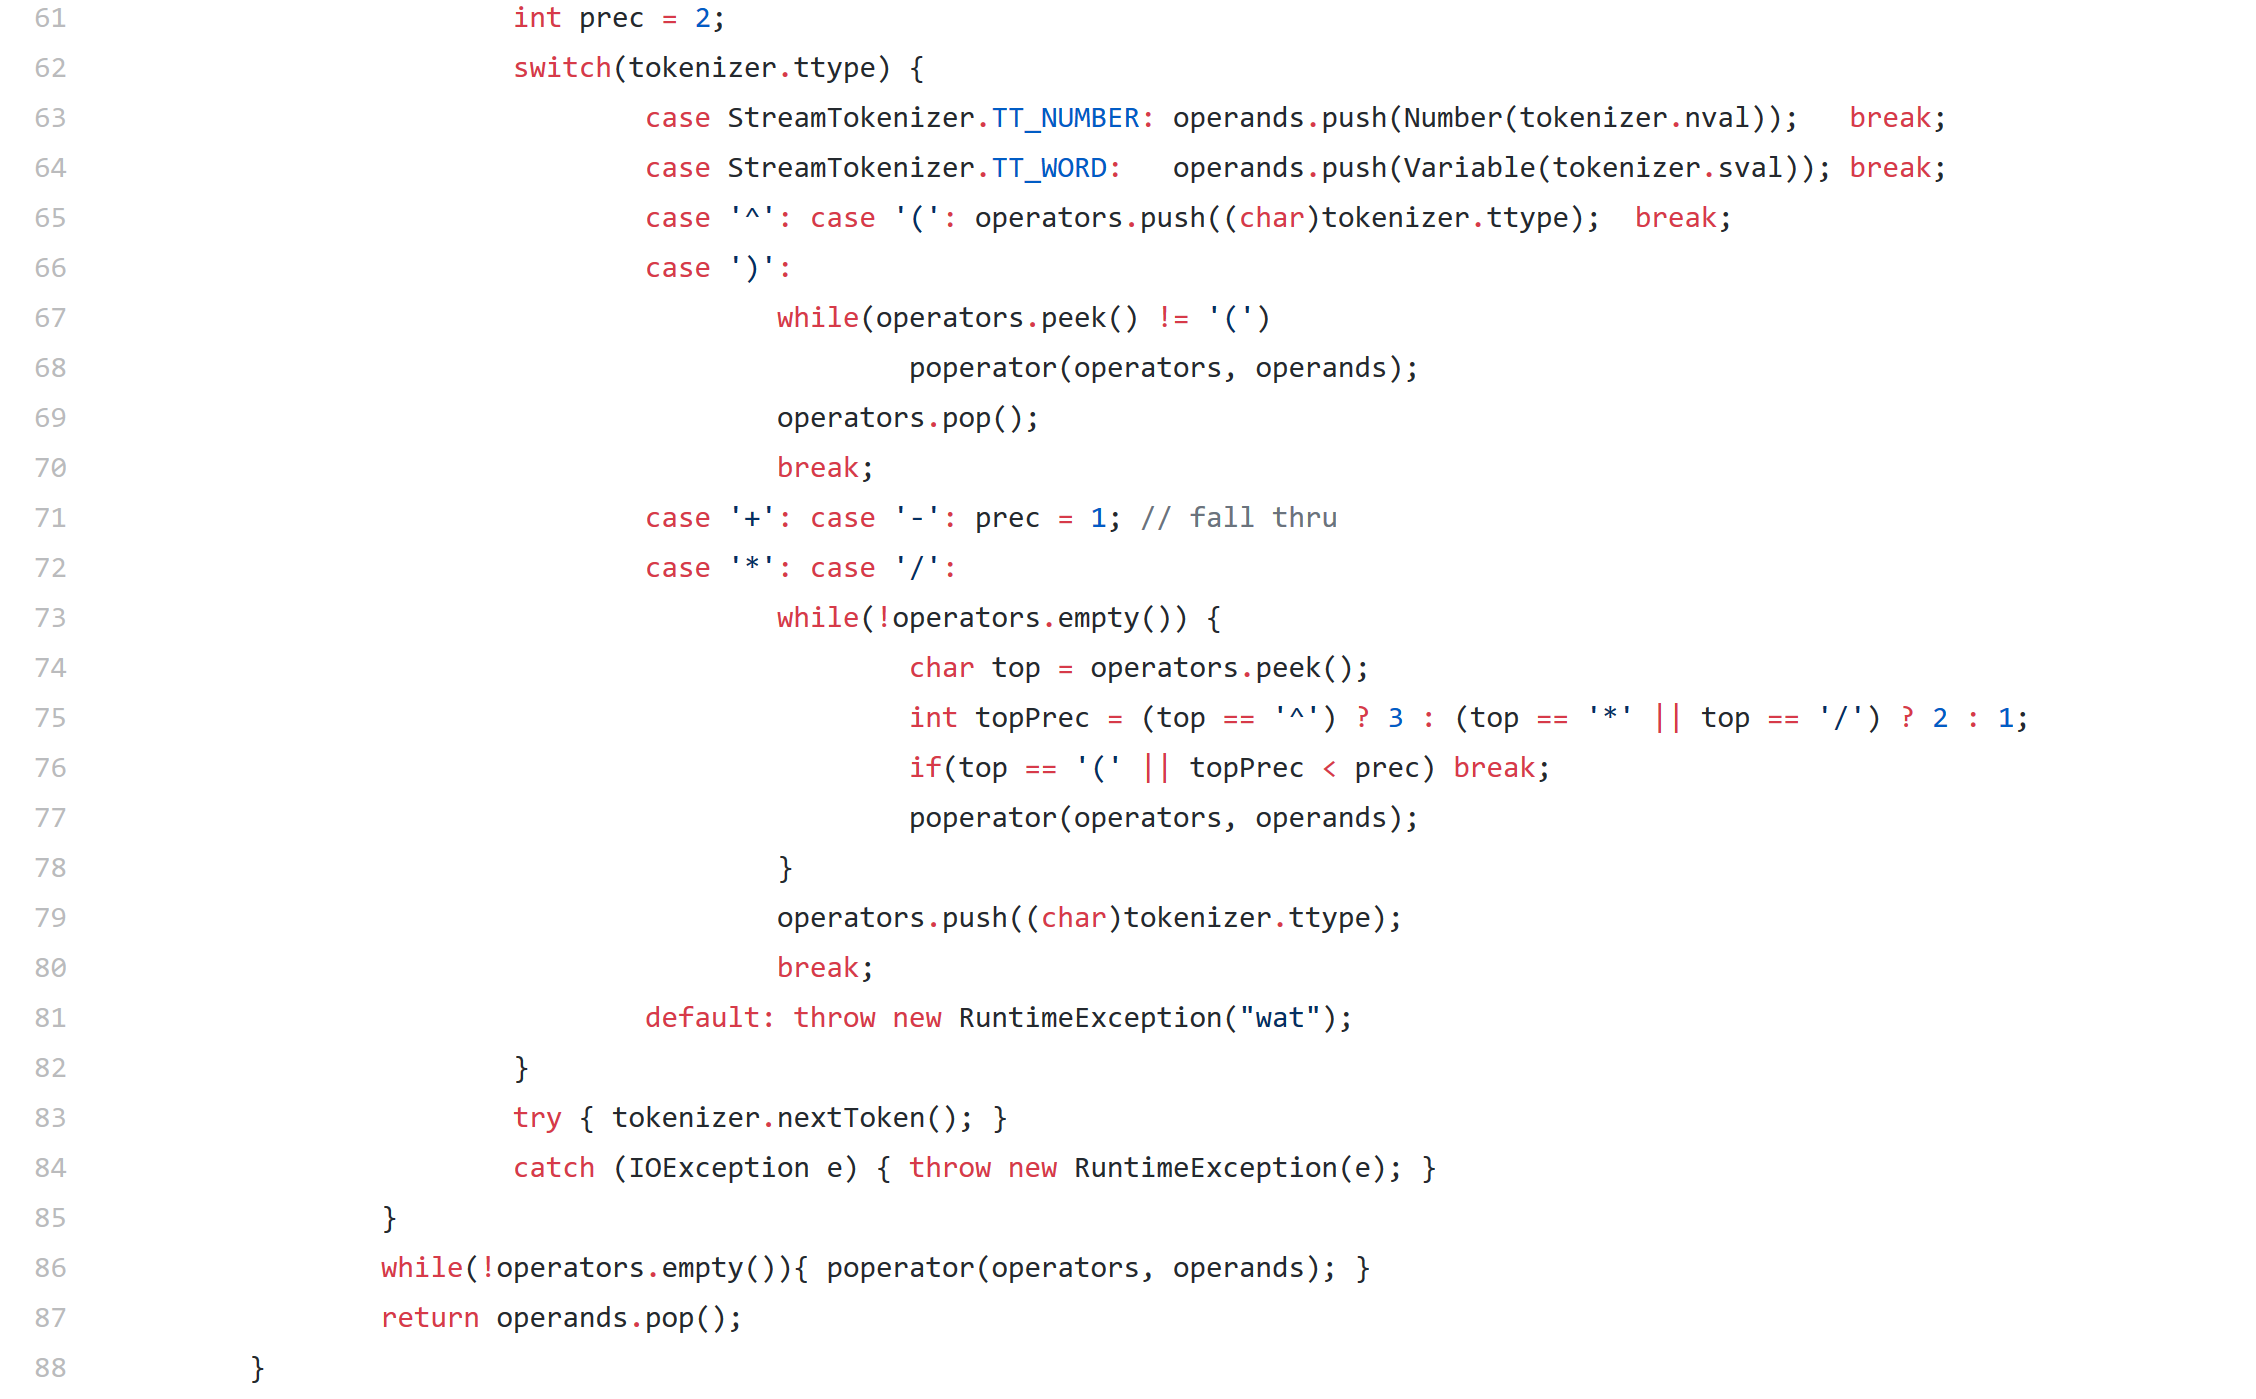 61 int prec = 2;
62 switch(tokenizer.ttype) {
63 case StreamTokenizer.TT_NUMBER: operands.push(Number(tokenizer.nval));   break;
64 case StreamTokenizer.TT_WORD:   operands.push(Variable(tokenizer.sval)); break;
65 case '^': case '(': operators.push((char)tokenizer.ttype);  break;
66 case ')':
67 while(operators.peek() != '(')
68 poperator(operators, operands);
69 operators.pop();
70 break;
71 case '+': case '-': prec = 1; // fall thru
72 case '*': case '/':
73 while(!operators.empty()) {
74 char top = operators.peek();
75 int topPrec = (top == '^') ? 3 : (top == '*' || top == '/') ? 2 : 1;
76 if(top == '(' || topPrec < prec) break;
77 poperator(operators, operands);
78 }
79 operators.push((char)tokenizer.ttype);
80 break;
81 default: throw new RuntimeException("wat");
82 }
83 try { tokenizer.nextToken(); }
84 catch (IOException e) { throw new RuntimeException(e); }
85 }
86 while(!operators.empty()){ poperator(operators, operands); }
87 return operands.pop();
88 }